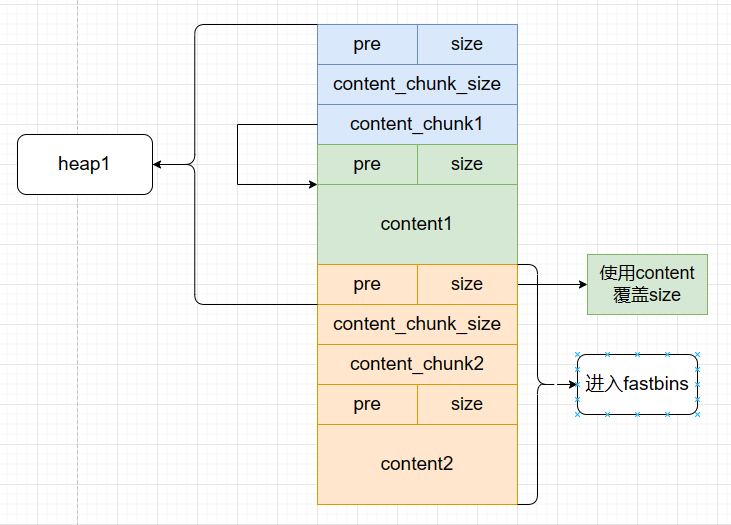 pre size
content_chunk_size
content_chunk1
heap1
pre size
content1
pre size
使用content
覆盖size
content_chunk_size
content_chunk2
进入fastbins
pre size
content2